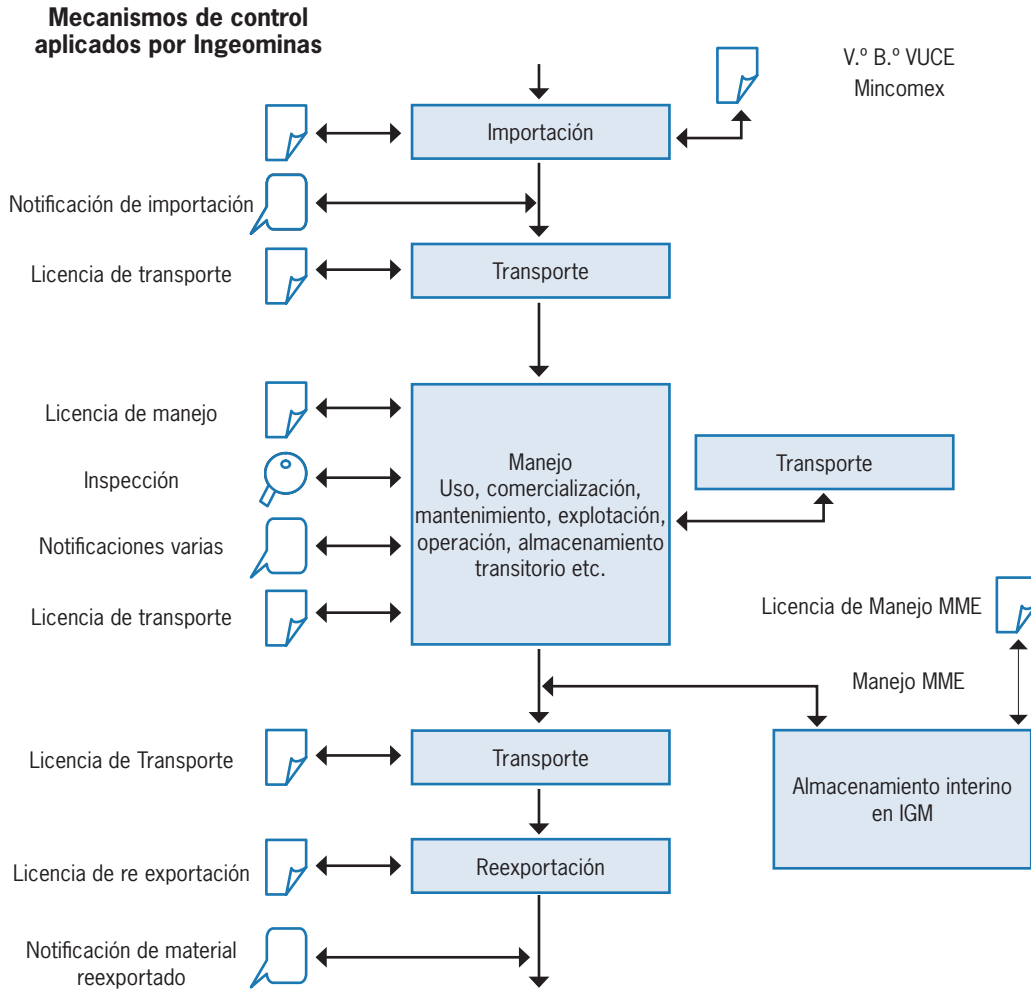 Mecanismos de control
aplicados por Ingeominas
V.º B.º VUCE
Mincomex
Importación
Notificación de importación
Licencia de transporte
Transporte
Licencia de manejo
Inspección
Notificaciones varias
Licencia de transporte
Manejo
Uso, comercialización,
mantenimiento, explotación,
operación, almacenamiento
transitorio etc.
Transporte
Licencia de Manejo MME
Manejo MME
Licencia de Transporte
Transporte
Almacenamiento interino
en IGM
Licencia de re exportación
Reexportación
Notificación de material
reexportado